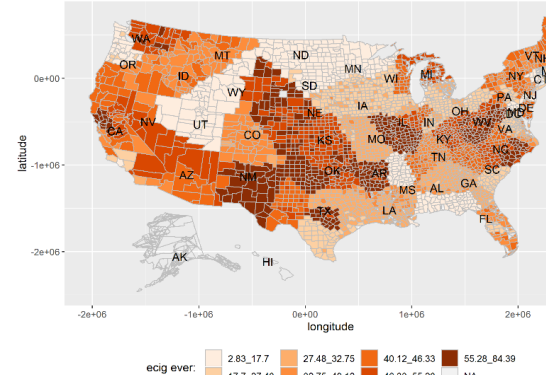 WA
MT
ND
OR
MN
VT
ID
WI
MI
NY
0e+00
SD
WY
PA
NJ
IA
NE
OH
DE
NV
UT
CO
IL
IN
WV
CA
KS
MO
KY
VA
latitude
-1e+06
TN
NC
AZ
NM
OK
AR
SC
MS
AL
GA
TX
LA
FL
-2e+06
AK
HI
-2e+06 -1e+06 0e+00 1e+06 2e+06
longitude
ecig ever: 2.83_17.7 27.48_32.75 40.12_46.33 55.28_84.39
NA